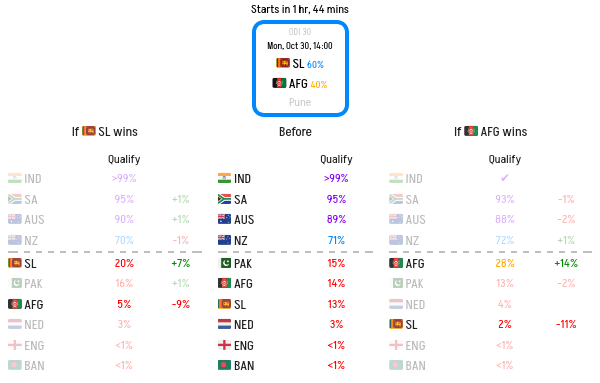 Starts in 1 hr, 44 mins
ODI 30
Mon, Oct 30, 14:00
SL 60%
AFG 40%
Pune
If SL wins
Before
If AFG wins
Qualify
Qualify
Qualify
IND >99%
IND >99%
IND ✔
SA 95% +1%
SA 95%
SA 93% -1%
AUS 90% +1%
AUS 89%
AUS 88% -2%
NZ 70% -1%
NZ 71%
NZ 72% +1%
SL 20% +7%
PAK 15%
AFG 28% +14%
PAK 16% +1%
AFG 14%
PAK 13% -2%
AFG 5% -9%
SL 13%
NED 4%
NED 3%
NED 3%
SL 2% -11%
ENG <1%
ENG <1%
ENG <1%
BAN <1%
BAN <1%
BAN <1%